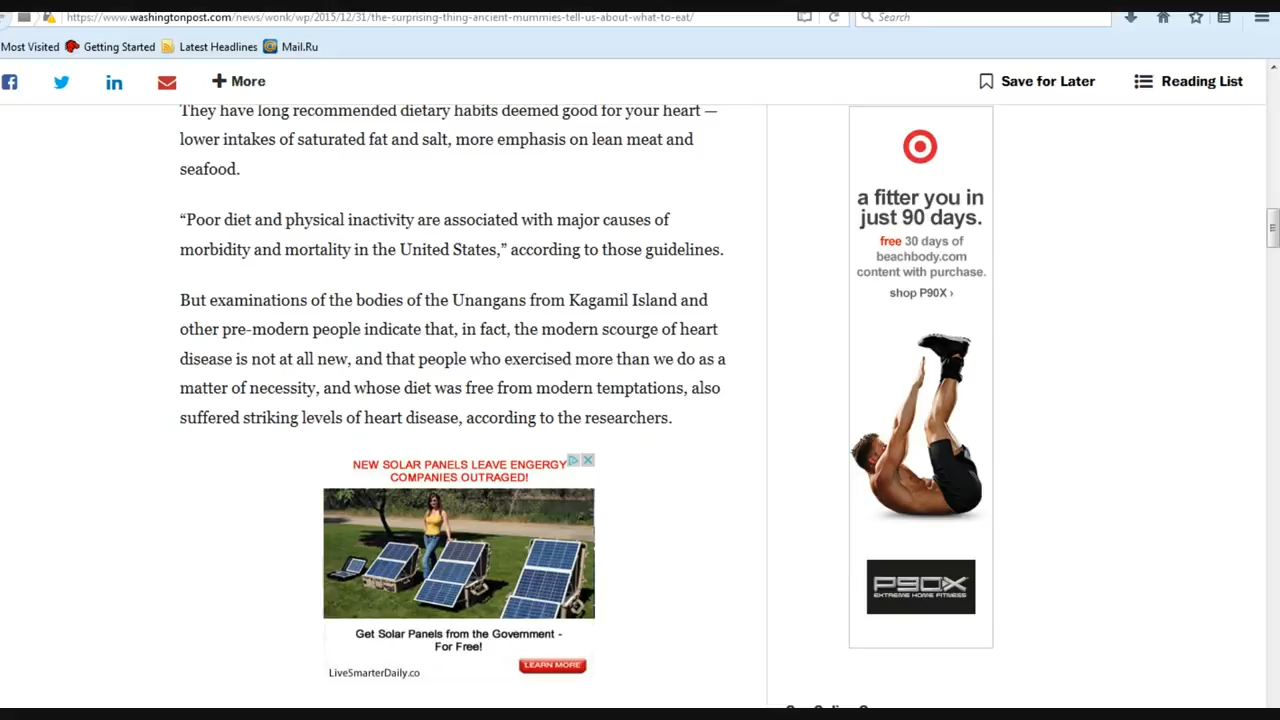 https://www.washingtonpost.com/news/wonk/wp/2015/12/31/the-surprising-thing-ancient-mummies-tell-us-about-what-to-eat/
Search
Most Visited Getting Started Latest Headlines Mail.Ru
More
Save for Later
Reading List
They have long recommended dietary habits deemed good for your heart —
lower intakes of saturated fat and salt, more emphasis on lean meat and
seafood.
“Poor diet and physical inactivity are associated with major causes of
morbidity and mortality in the United States,” according to those guidelines.
But examinations of the bodies of the Unangans from Kagamil Island and
other pre-modern people indicate that, in fact, the modern scourge of heart
disease is not at all new, and that people who exercised more than we do as a
matter of necessity, and whose diet was free from modern temptations, also
suffered striking levels of heart disease, according to the researchers.
NEW SOLAR PANELS LEAVE ENGERGY
COMPANIES OUTRAGED!
Get Solar Panels from the Government -
For Free!
LEARN MORE
LiveSmarterDaily.co
a fitter you in
just 90 days.
free 30 days of
beachbody.com
content with purchase.
shop P90X ›
P90X
EXTREME HOME FITNESS